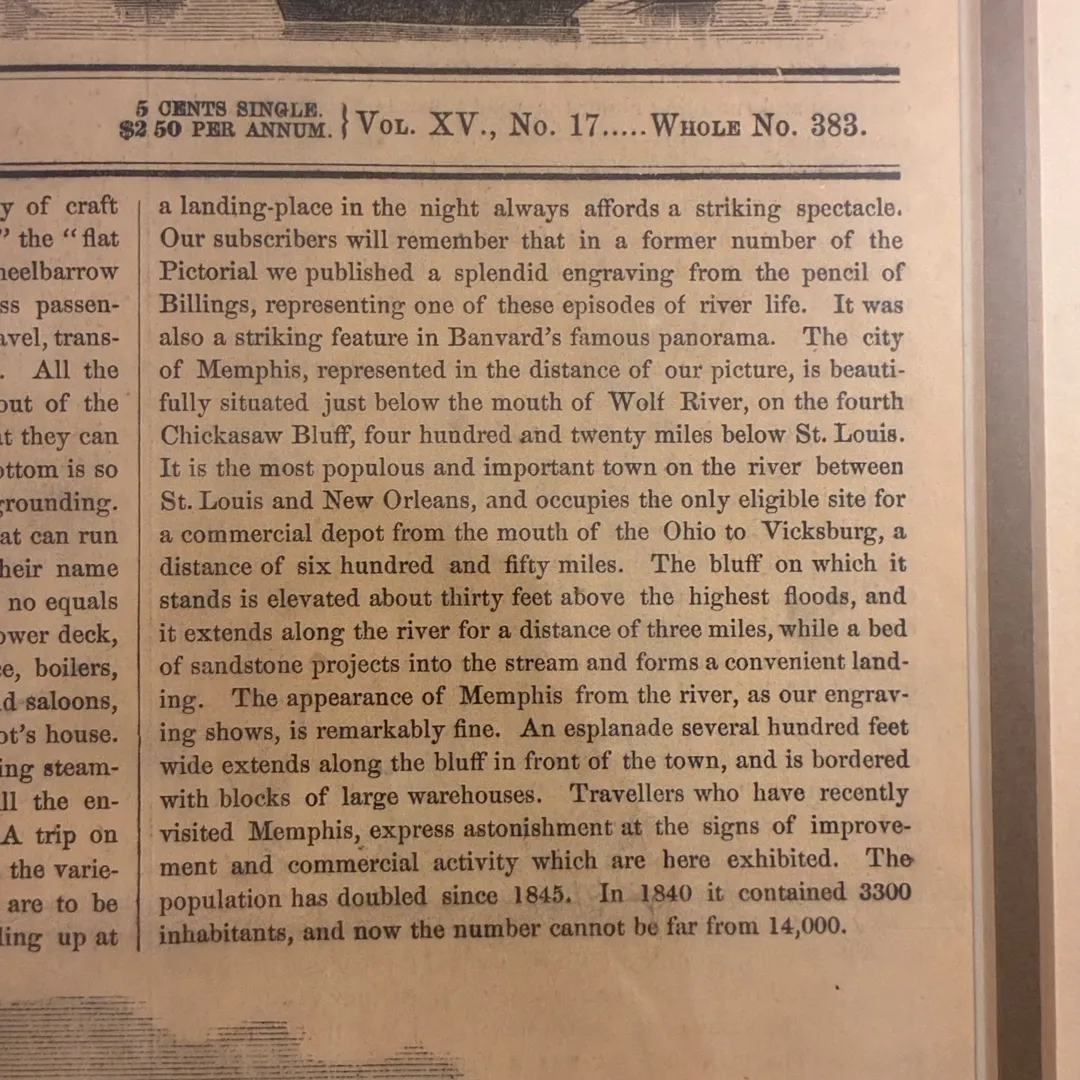 5 CENTS SINGLE.
$2 50 PER ANNUM. } VOL. XV., No. 17.....WHOLE No. 383.
y of craft
” the “flat
heelbarrow
ss passen-
avel, trans-
. All the
out of the
at they can
ottom is so
grounding.
at can run
heir name
no equals
ower deck,
ce, boilers,
d saloons,
ot’s house.
ing steam-
ll the en-
A trip on
the varie-
are to be
ling up at
a landing-place in the night always affords a striking spectacle.
Our subscribers will remember that in a former number of the
Pictorial we published a splendid engraving from the pencil of
Billings, representing one of these episodes of river life. It was
also a striking feature in Banvard’s famous panorama. The city
of Memphis, represented in the distance of our picture, is beauti-
fully situated just below the mouth of Wolf River, on the fourth
Chickasaw Bluff, four hundred and twenty miles below St. Louis.
It is the most populous and important town on the river between
St. Louis and New Orleans, and occupies the only eligible site for
a commercial depot from the mouth of the Ohio to Vicksburg, a
distance of six hundred and fifty miles. The bluff on which it
stands is elevated about thirty feet above the highest floods, and
it extends along the river for a distance of three miles, while a bed
of sandstone projects into the stream and forms a convenient land-
ing. The appearance of Memphis from the river, as our engrav-
ing shows, is remarkably fine. An esplanade several hundred feet
wide extends along the bluff in front of the town, and is bordered
with blocks of large warehouses. Travellers who have recently
visited Memphis, express astonishment at the signs of improve-
ment and commercial activity which are here exhibited. The
population has doubled since 1845. In 1840 it contained 3300
inhabitants, and now the number cannot be far from 14,000.